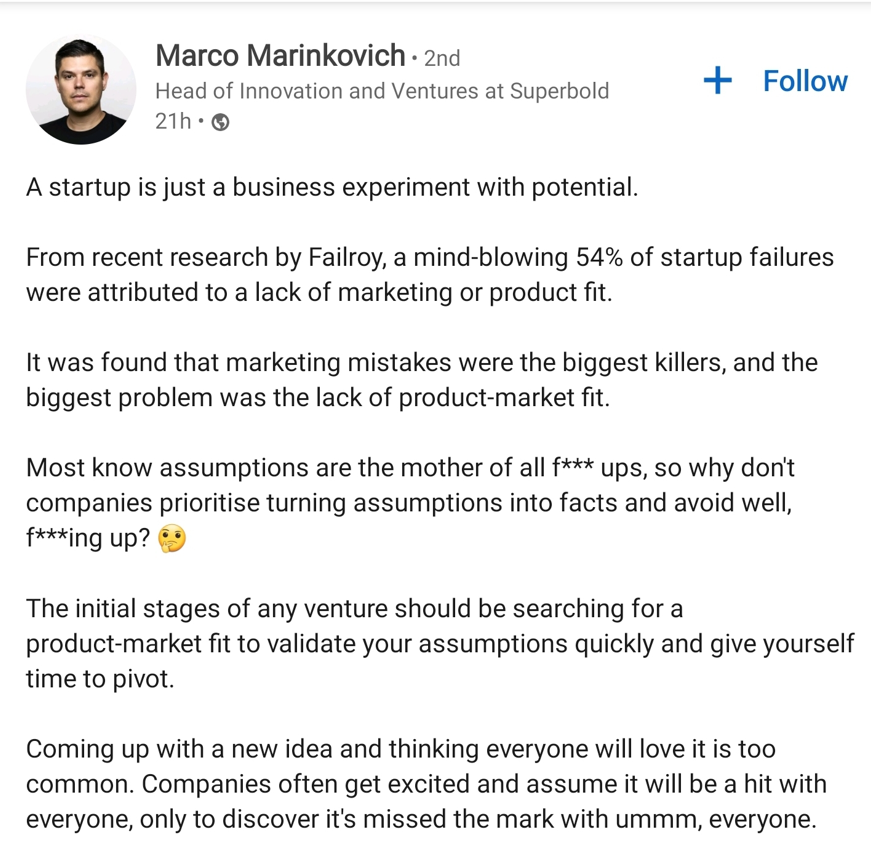 Marco Marinkovich • 2nd
Head of Innovation and Ventures at Superbold
21h •
+ Follow
A startup is just a business experiment with potential.
From recent research by Failroy, a mind-blowing 54% of startup failures
were attributed to a lack of marketing or product fit.
It was found that marketing mistakes were the biggest killers, and the
biggest problem was the lack of product-market fit.
Most know assumptions are the mother of all f*** ups, so why don't
companies prioritise turning assumptions into facts and avoid well,
f***ing up? 🤔
The initial stages of any venture should be searching for a
product-market fit to validate your assumptions quickly and give yourself
time to pivot.
Coming up with a new idea and thinking everyone will love it is too
common. Companies often get excited and assume it will be a hit with
everyone, only to discover it's missed the mark with ummm, everyone.